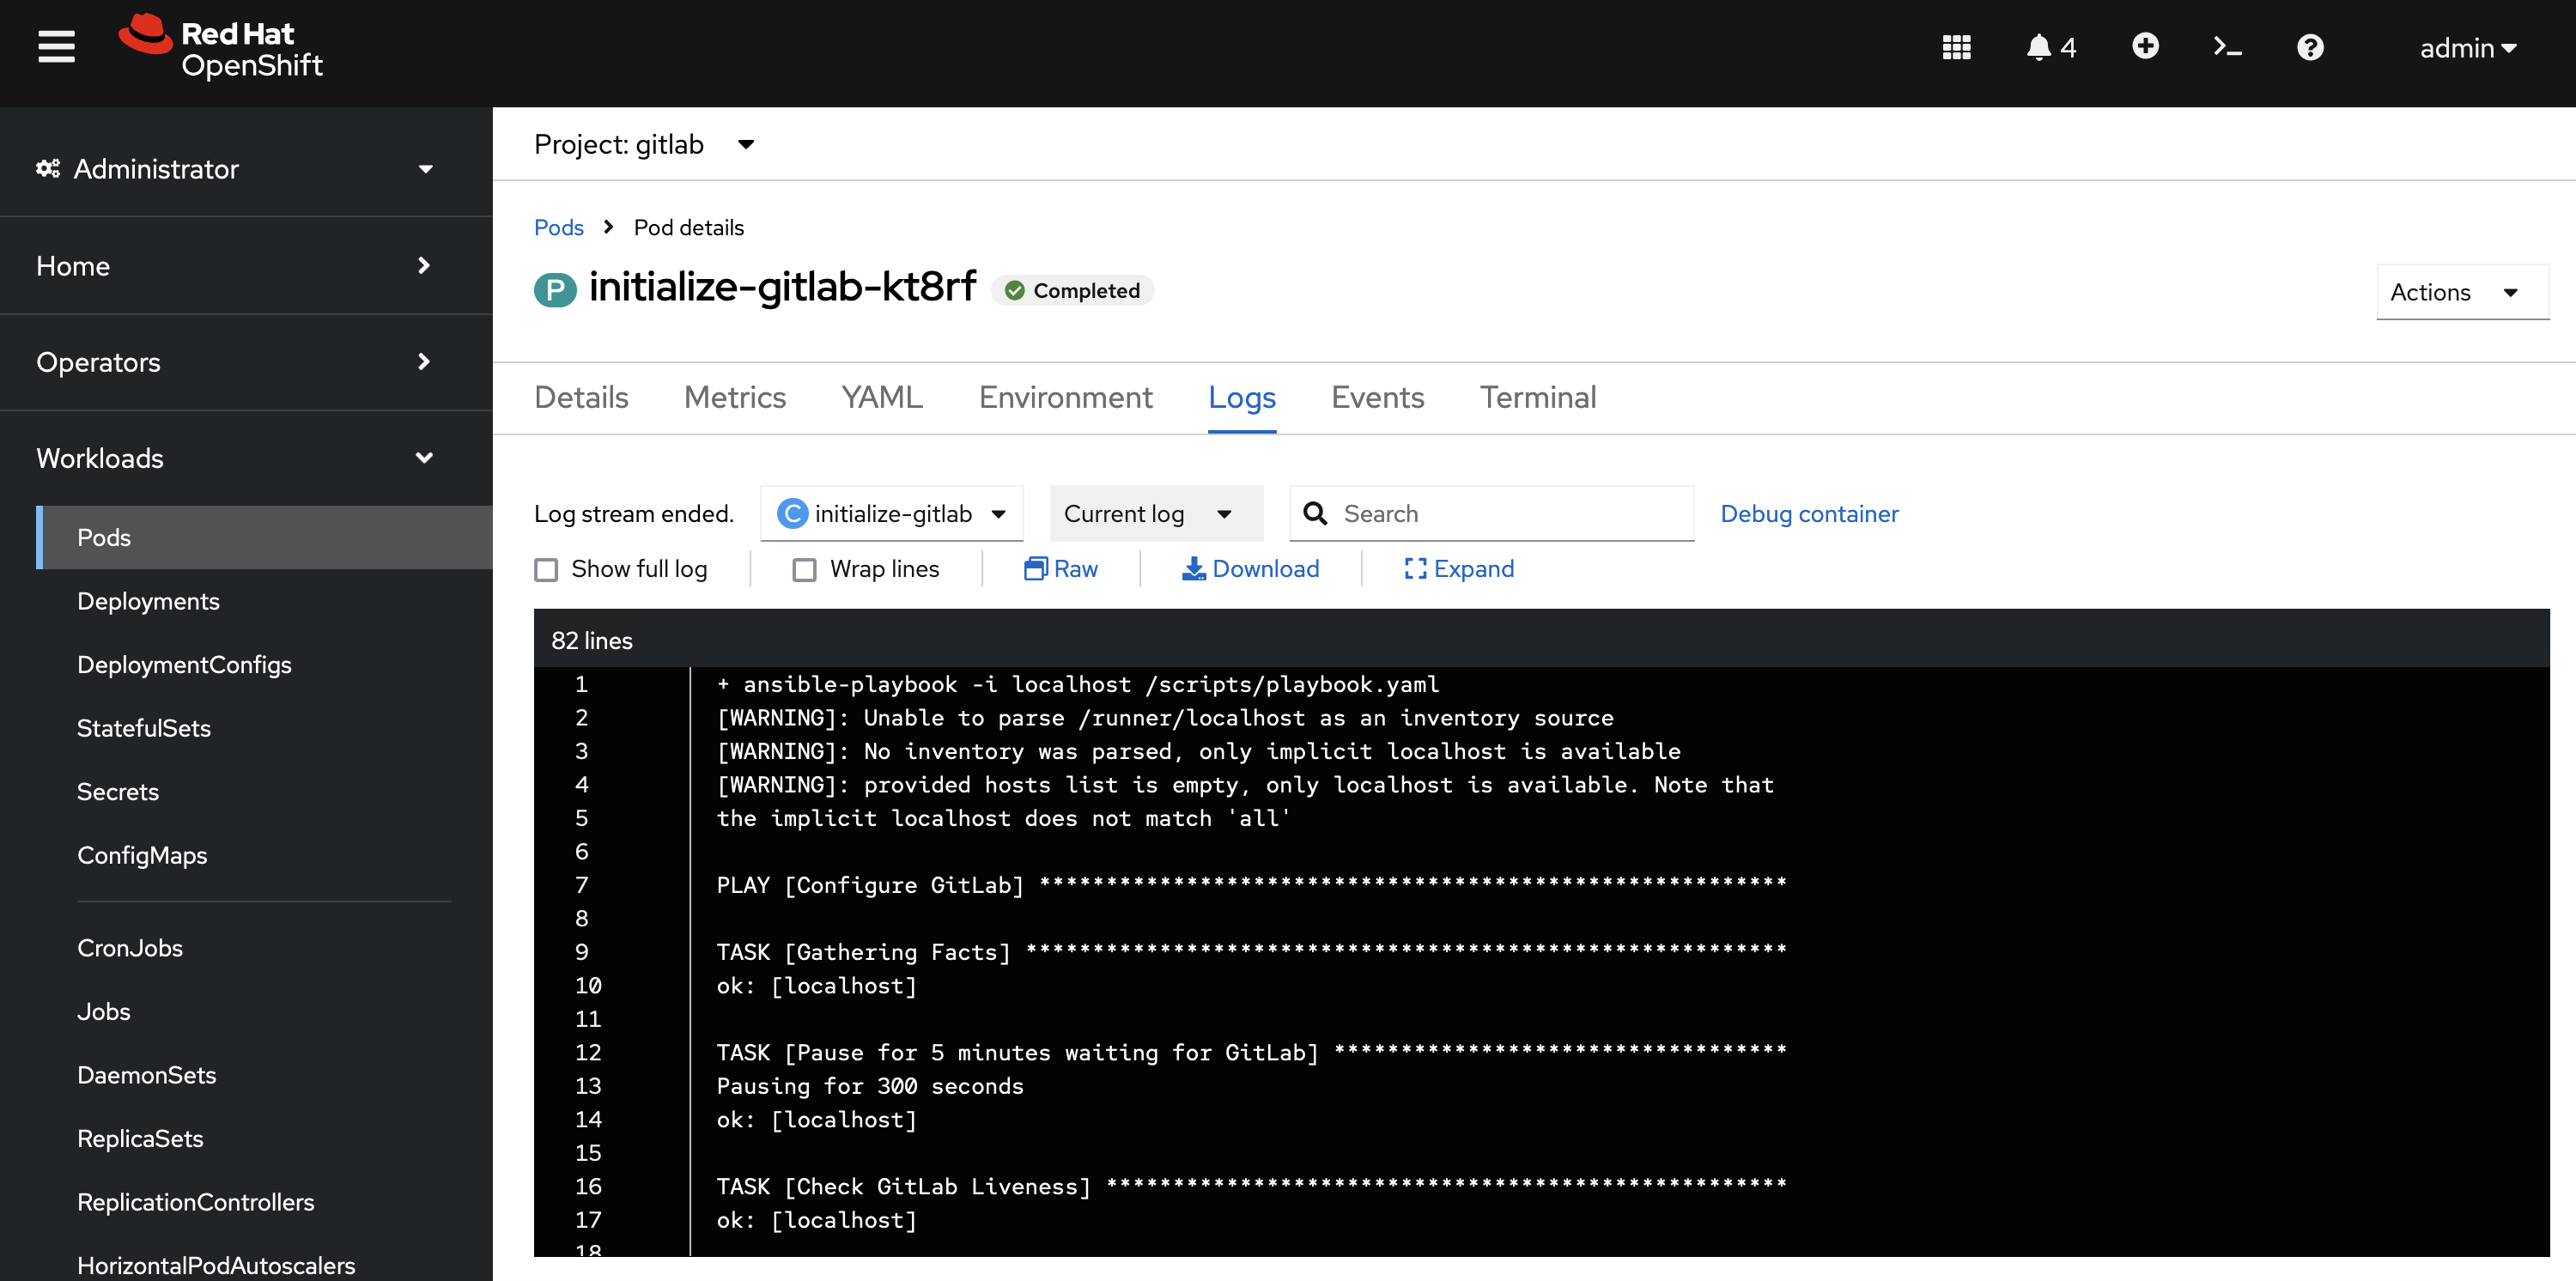 Red Hat
OpenShift
4
admin
Administrator
Home
Operators
Workloads
Pods
Deployments
DeploymentConfigs
StatefulSets
Secrets
ConfigMaps
CronJobs
Jobs
DaemonSets
ReplicaSets
ReplicationControllers
HorizontalPodAutoscalers
Project: gitlab
Pods > Pod details
P initialize-gitlab-kt8rf Completed
Actions
Details Metrics YAML Environment Logs Events Terminal
Log stream ended. C initialize-gitlab Current log Search Debug container
Show full log Wrap lines Raw Download Expand
82 lines
1 + ansible-playbook -i localhost /scripts/playbook.yaml
2 [WARNING]: Unable to parse /runner/localhost as an inventory source
3 [WARNING]: No inventory was parsed, only implicit localhost is available
4 [WARNING]: provided hosts list is empty, only localhost is available. Note that
5 the implicit localhost does not match 'all'
6
7 PLAY [Configure GitLab] ********************************************************
8
9 TASK [Gathering Facts] *********************************************************
10 ok: [localhost]
11
12 TASK [Pause for 5 minutes waiting for GitLab] **********************************
13 Pausing for 300 seconds
14 ok: [localhost]
15
16 TASK [Check GitLab Liveness] ***************************************************
17 ok: [localhost]
18